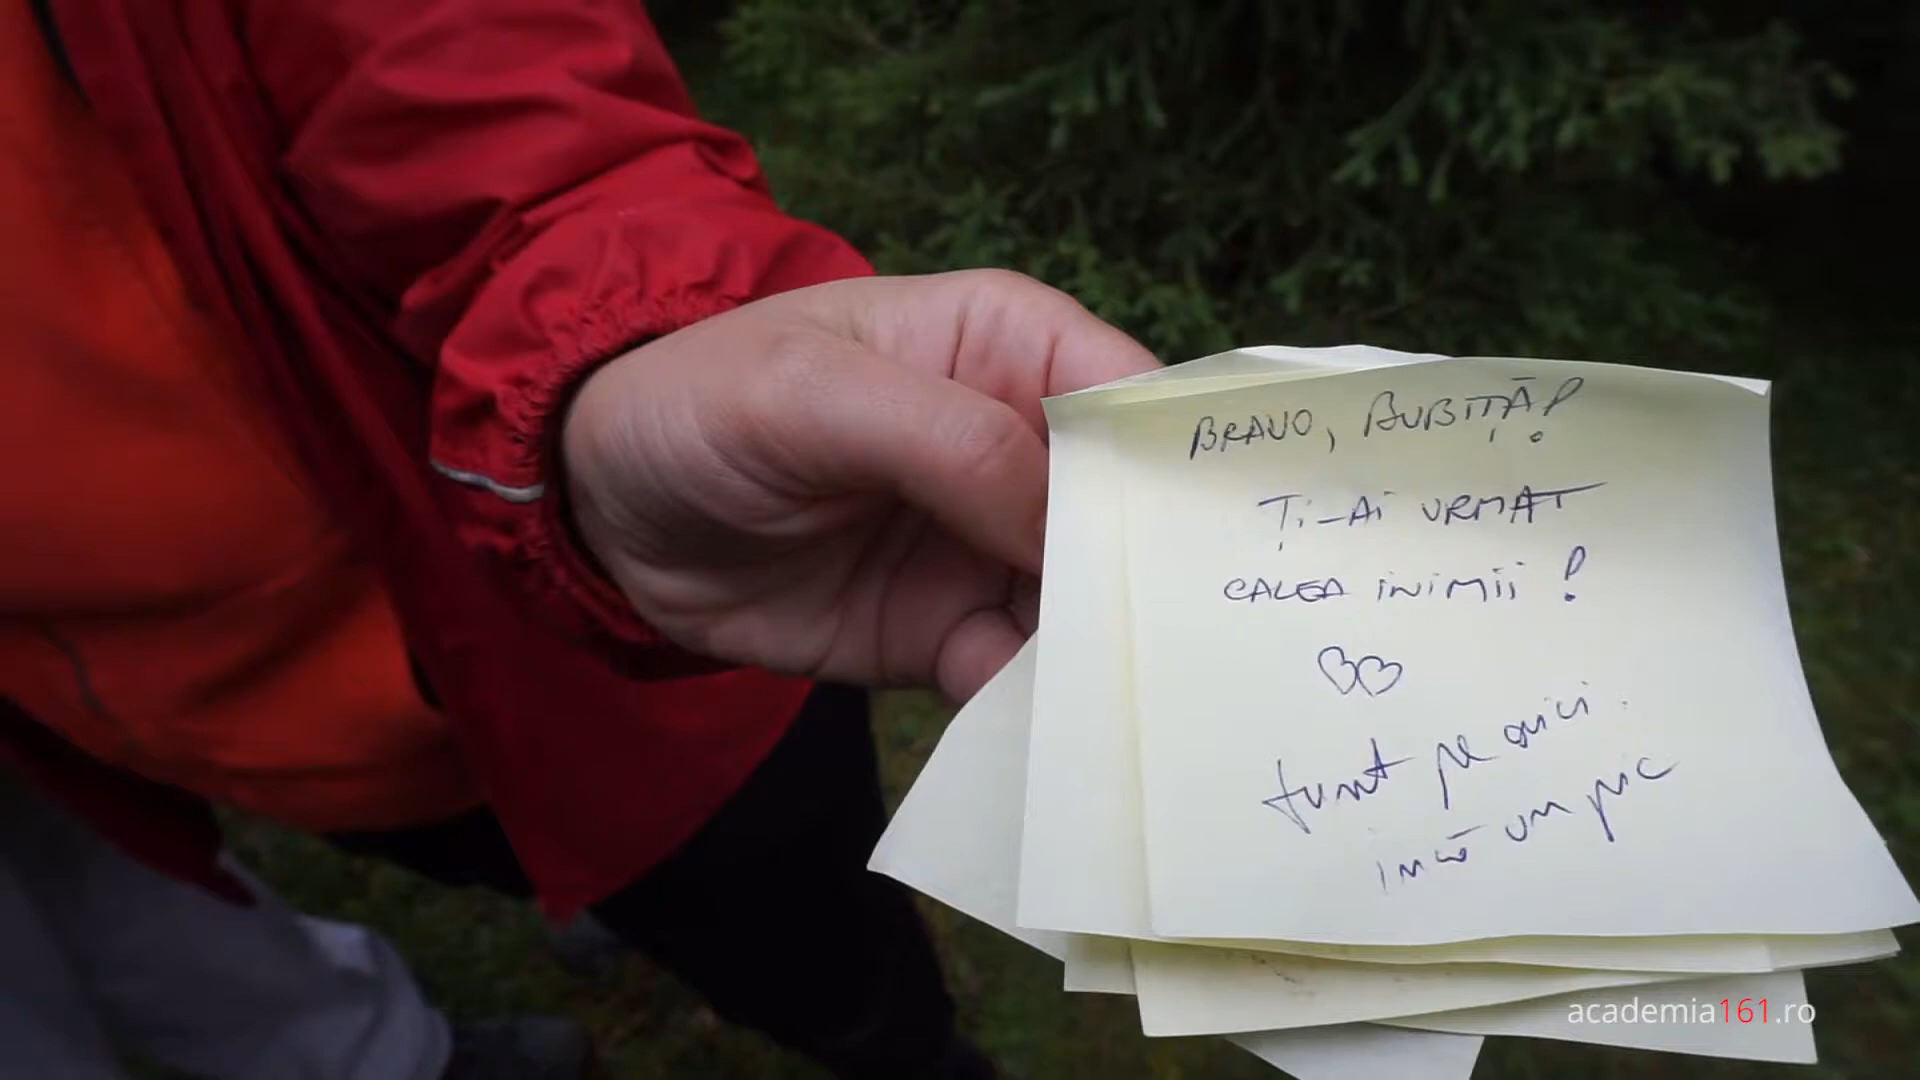 BRAVO, BUBIȚĂ!
ȚI-AI URMAT
CALEA INIMII!
sunt pe aici.
încă un pic
academia161.ro